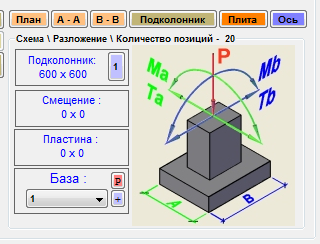 План A - A B - B Подколонник Плита Ось
Схема \ Разложение \ Количество позиций - 20
Подколонник:
600 x 600
1
Смещение :
0 x 0
Пластина :
0 x 0
База :
p
1
+
P
Ma
Ta
Mb
Tb
A
B